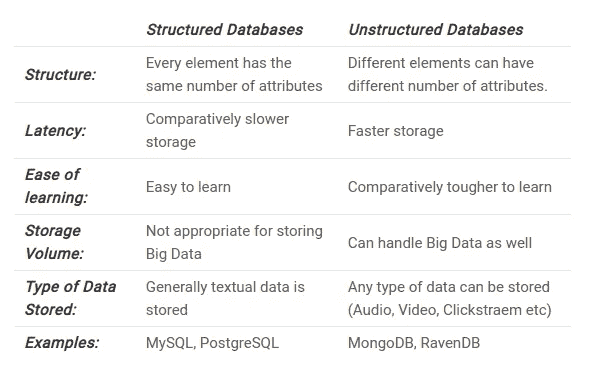 Structured Databases Unstructured Databases
Structure: Every element has the same number of attributes Different elements can have different number of attributes.
Latency: Comparatively slower storage Faster storage
Ease of learning: Easy to learn Comparatively tougher to learn
Storage Volume: Not appropriate for storing Big Data Can handle Big Data as well
Type of Data Stored: Generally textual data is stored Any type of data can be stored (Audio, Video, Clickstraem etc)
Examples: MySQL, PostgreSQL MongoDB, RavenDB